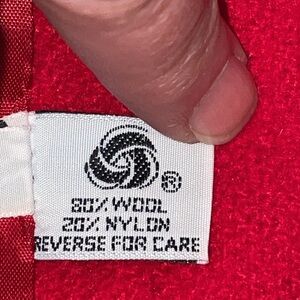 ®
80% WOOL
20% NYLON
REVERSE FOR CARE